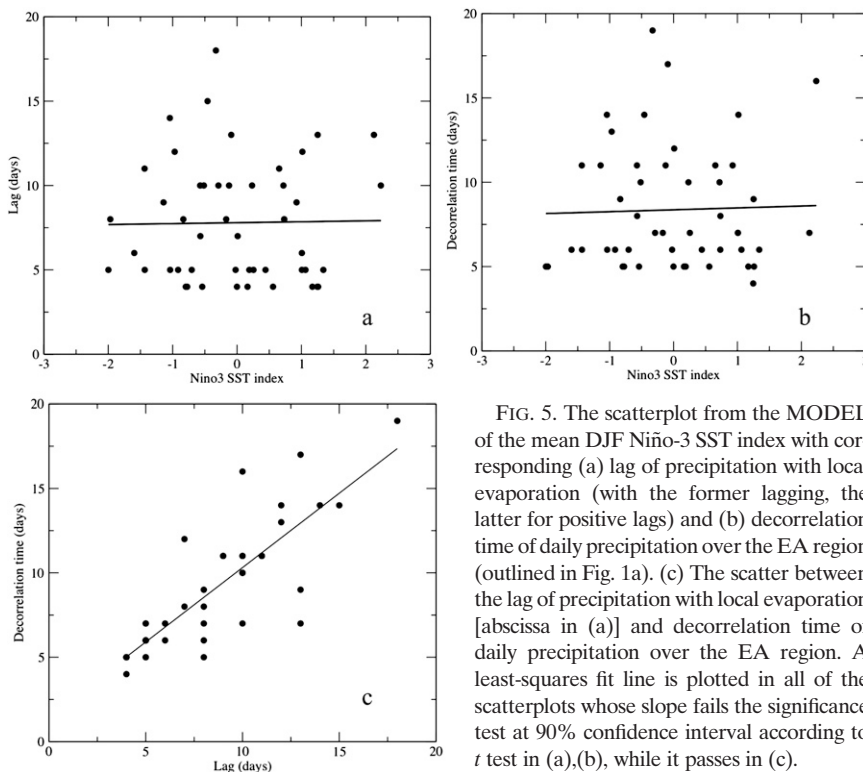 20
15
10
5
0
Lag (days)
-3 -2 -1 0 1 2 3
Nino3 SST index
a
20
15
10
5
0
Decorrelation time (days)
-3 -2 -1 0 1 2 3
Nino3 SST index
b
20
15
10
5
0
Decorrelation time (days)
5 10 15 20
Lag (days)
c
FIG. 5. The scatterplot from the MODEL
of the mean DJF Niño-3 SST index with cor-
responding (a) lag of precipitation with local
evaporation (with the former lagging, the
latter for positive lags) and (b) decorrelation
time of daily precipitation over the EA region
(outlined in Fig. 1a). (c) The scatter between
the lag of precipitation with local evaporation
[abscissa in (a)] and decorrelation time of
daily precipitation over the EA region. A
least-squares fit line is plotted in all of the
scatterplots whose slope fails the significance
test at 90% confidence interval according to
t test in (a),(b), while it passes in (c).